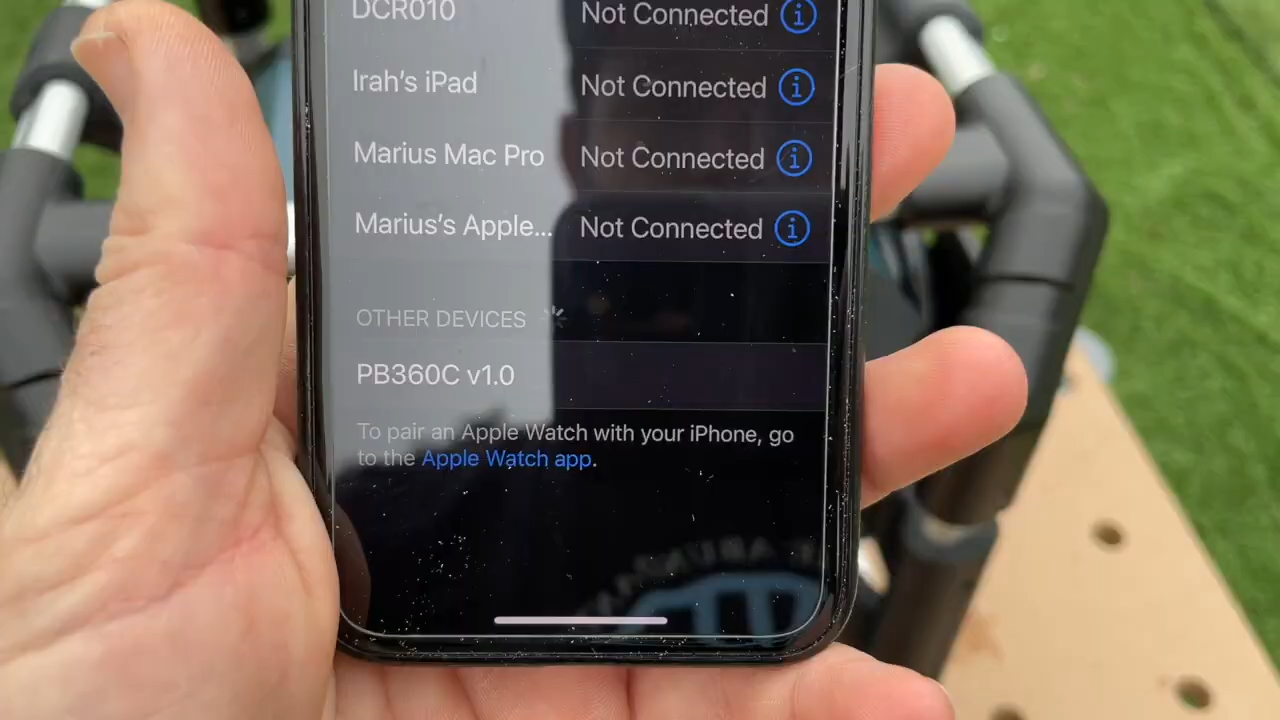 DCR010 Not Connected
Irah's iPad Not Connected
Marius Mac Pro Not Connected
Marius's Apple... Not Connected
OTHER DEVICES
PB360C v1.0
To pair an Apple Watch with your iPhone, go
to the Apple Watch app.